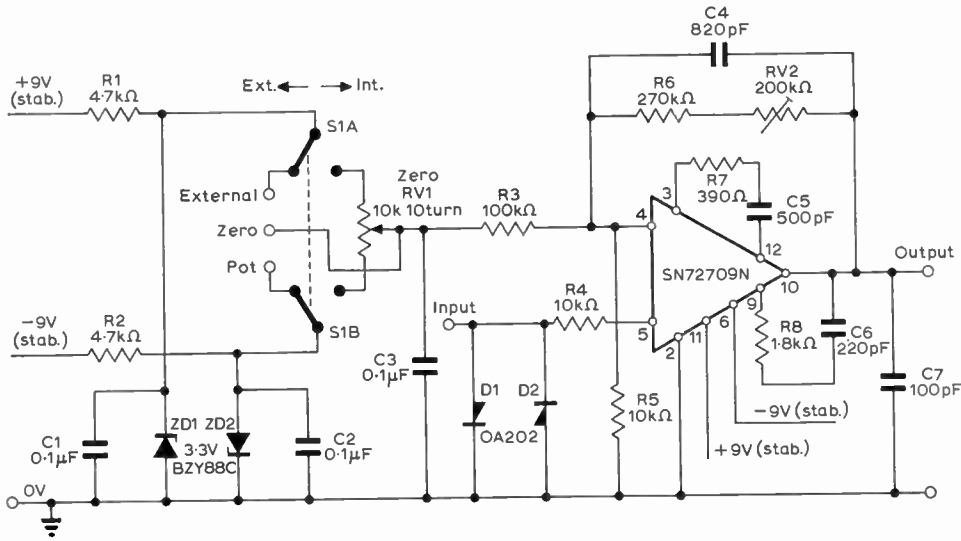 C4
820pF
+9V
(stab.)
R1
4·7kΩ
Ext.
Int.
R6
270kΩ
RV2
200kΩ
S1A
External
Zero
RV1
10k 10turn
R3
100kΩ
3
R7
390Ω
C5
500pF
4
12
Zero
Pot
SN72709N
Output
10
Input
R4
10kΩ
5
2
11
6
9
-9V
(stab.)
R2
4·7kΩ
S1B
C3
0·1µF
D1
D2
OA202
R5
10kΩ
R8
1·8kΩ
C6
220pF
C7
100pF
-9V (stab.)
+9V (stab.)
C1
0·1µF
ZD1
ZD2
3·3V
BZY88C
C2
0·1µF
0V